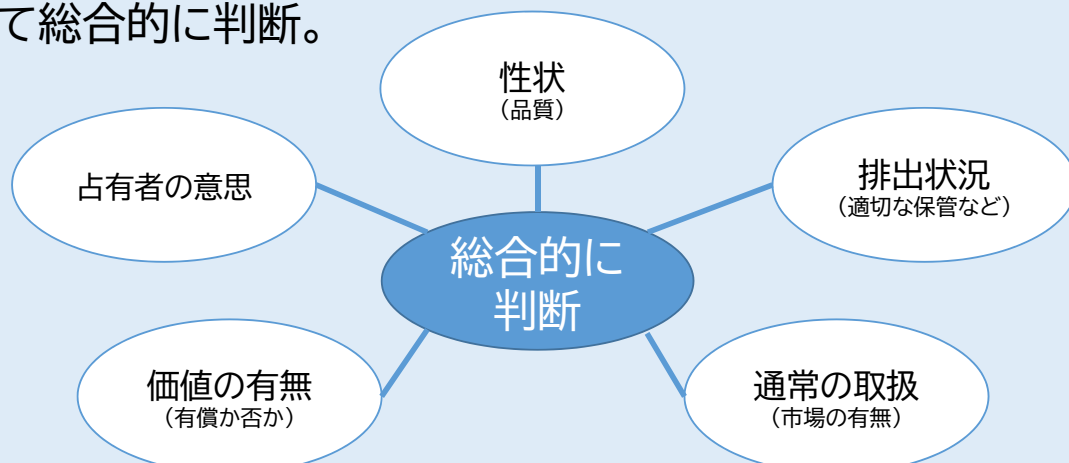 て総合的に判断。
性状
（品質）
占有者の意思
排出状況
（適切な保管など）
総合的に
判断
価値の有無
（有償か否か）
通常の取扱
（市場の有無）